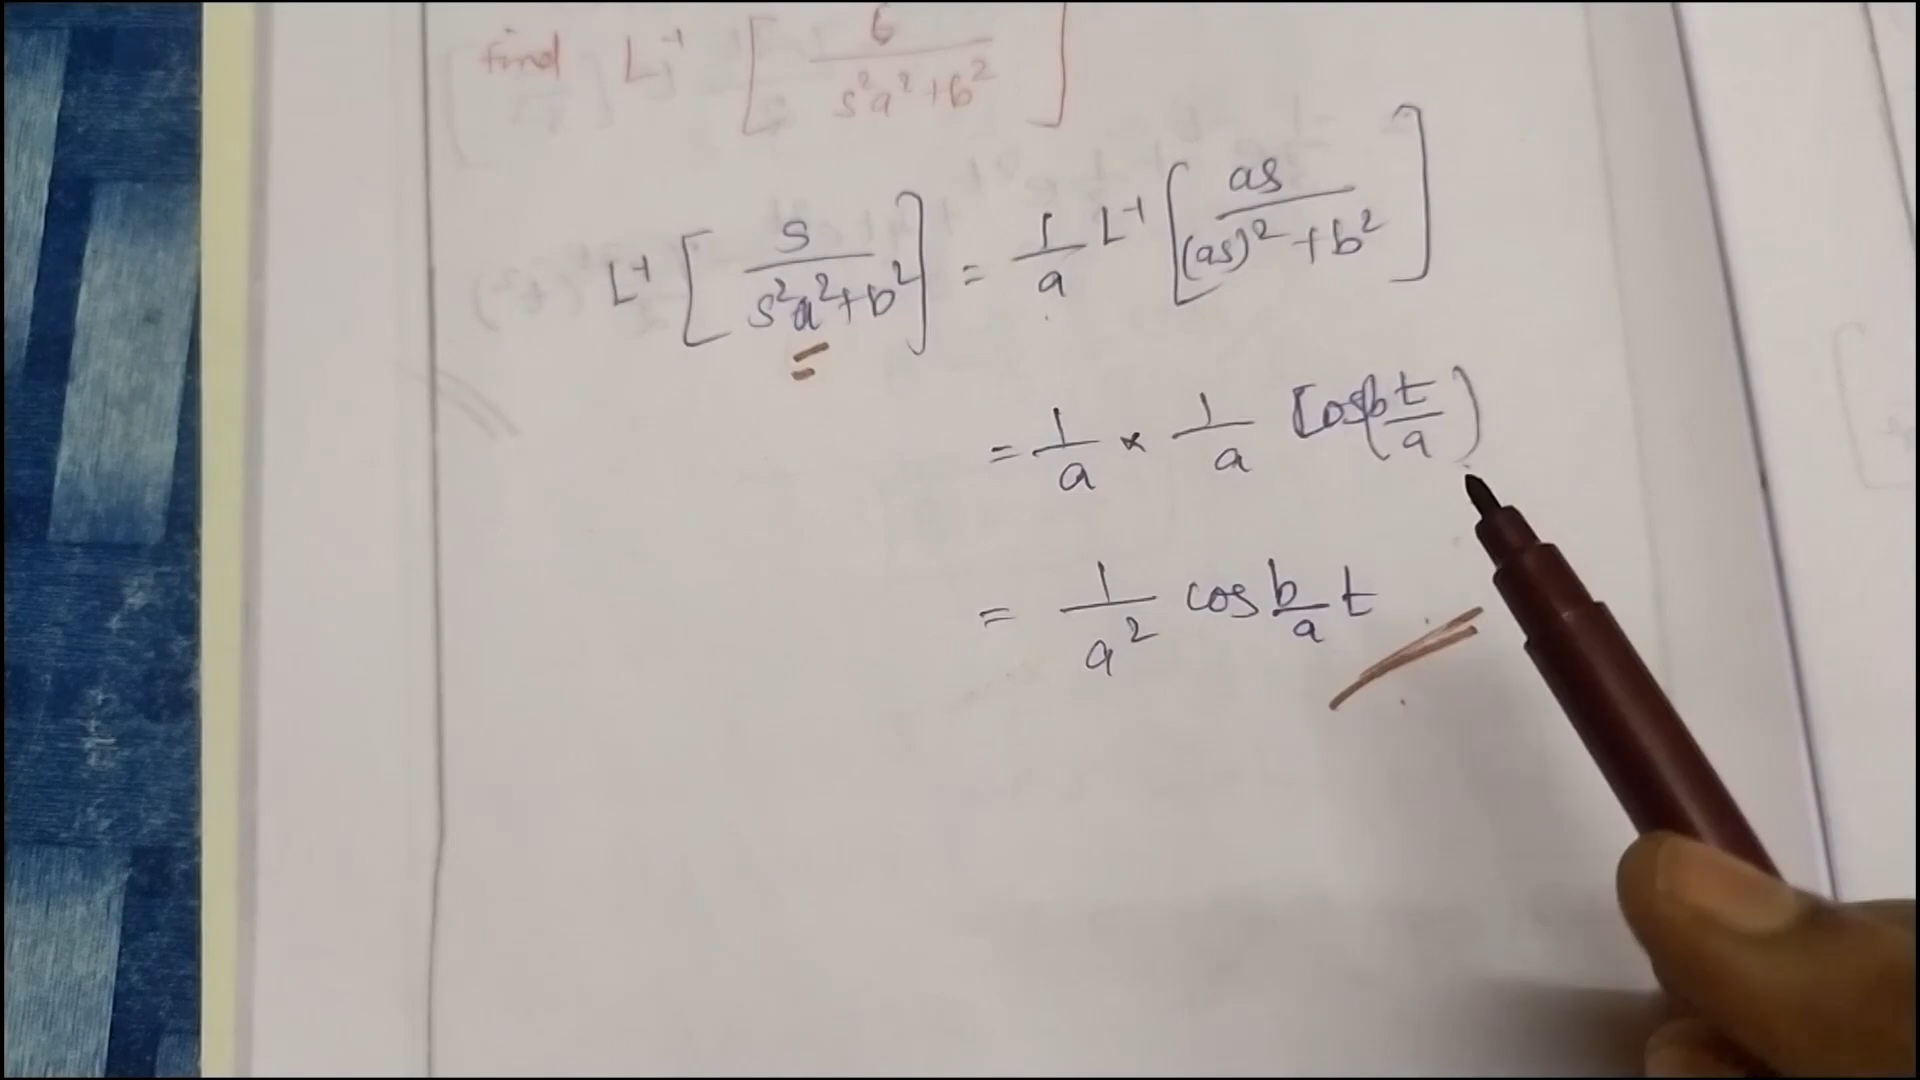 find L⁻¹ [ 6 / s²a²+b² ]
L⁻¹ [ s / s²a²+b² ] = 1/a L⁻¹ [ as / (as)²+b² ]
= 1/a × 1/a Cos(b t/a)
= 1/a² cos b/a t